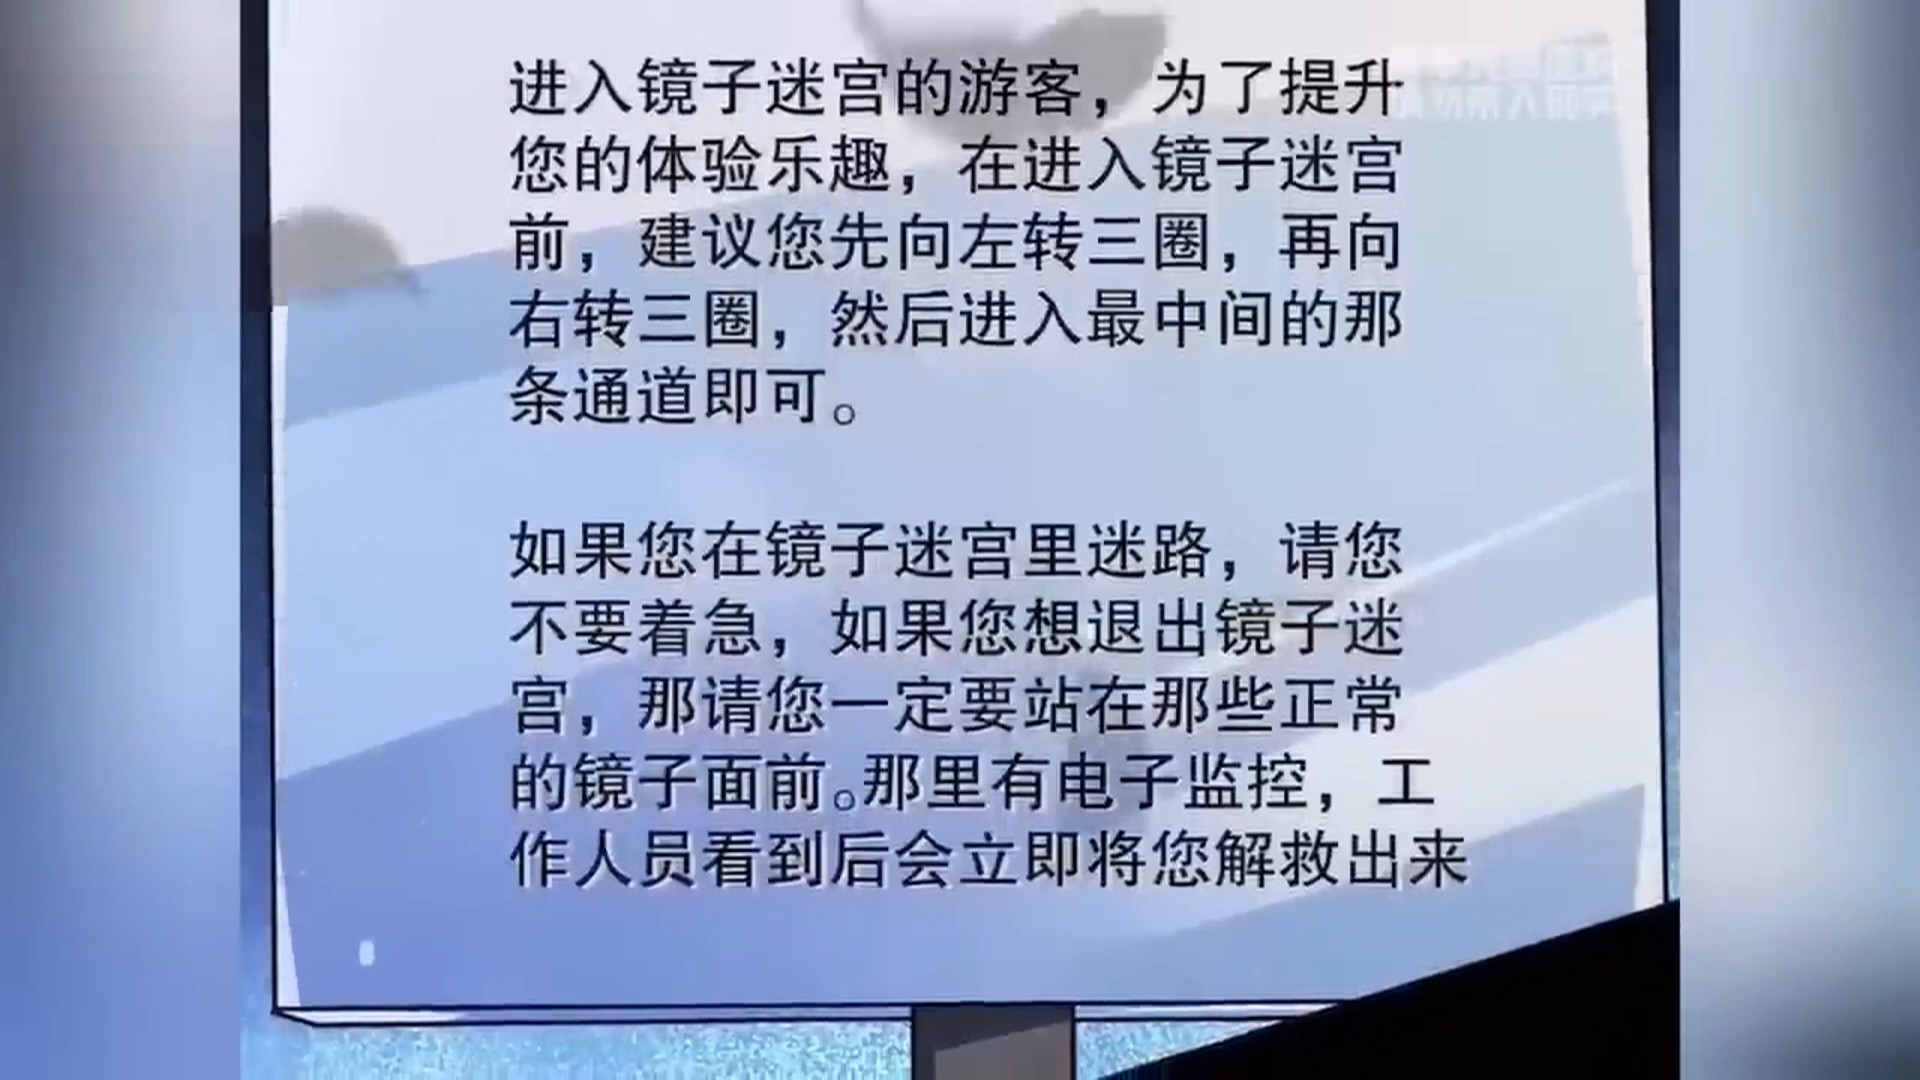 进入镜子迷宫的游客，为了提升
您的体验乐趣，在进入镜子迷宫
前，建议您先向左转三圈，再向
右转三圈，然后进入最中间的那
条通道即可。
如果您在镜子迷宫里迷路，请您
不要着急，如果您想退出镜子迷
宫，那请您一定要站在那些正常
的镜子面前。那里有电子监控，工
作人员看到后会立即将您解救出来